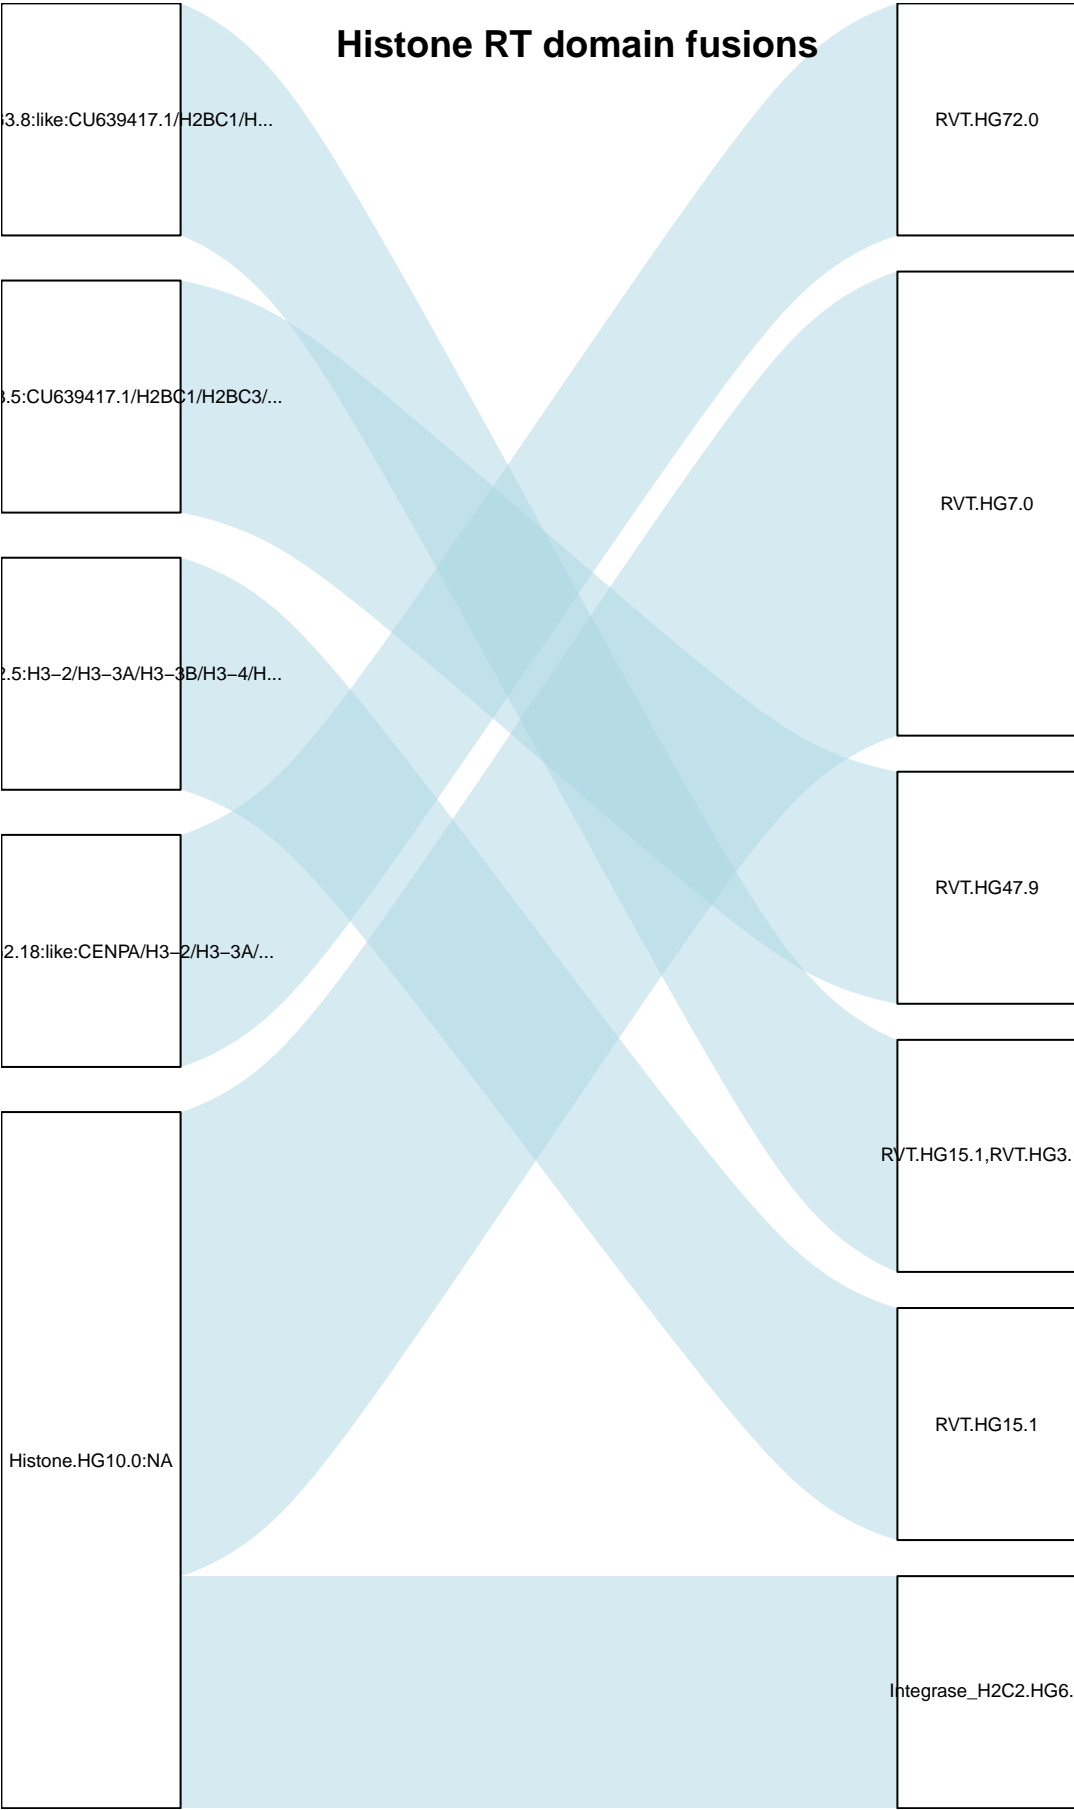 Histone RT domain fusions
3.8:like:CU639417.1/H2BC1/H...
RVT.HG72.0
.5:CU639417.1/H2BC1/H2BC3/...
RVT.HG7.0
2.5:H3−2/H3−3A/H3−3B/H3−4/H...
RVT.HG47.9
2.18:like:CENPA/H3−2/H3−3A/...
RVT.HG15.1,RVT.HG3.
RVT.HG15.1
Histone.HG10.0:NA
Integrase_H2C2.HG6.